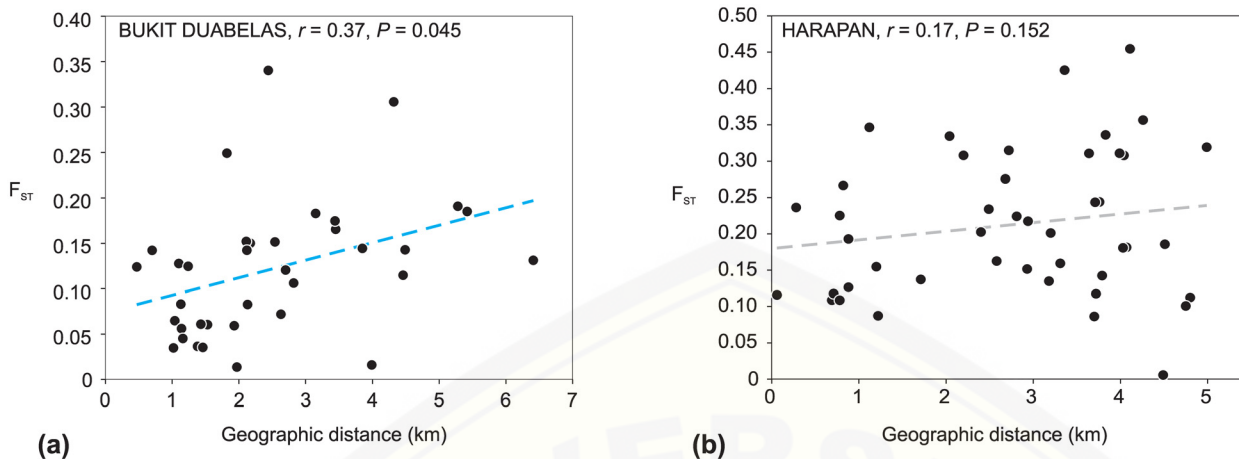 BUKIT DUABELAS, r = 0.37, P = 0.045
0.40
0.35
0.30
0.25
0.20
0.15
0.10
0.05
0
FST
0 1 2 3 4 5 6 7
Geographic distance (km)
(a)
HARAPAN, r = 0.17, P = 0.152
0.50
0.45
0.40
0.35
0.30
0.25
0.20
0.15
0.10
0.05
0
FST
0 1 2 3 4 5
Geographic distance (km)
(b)